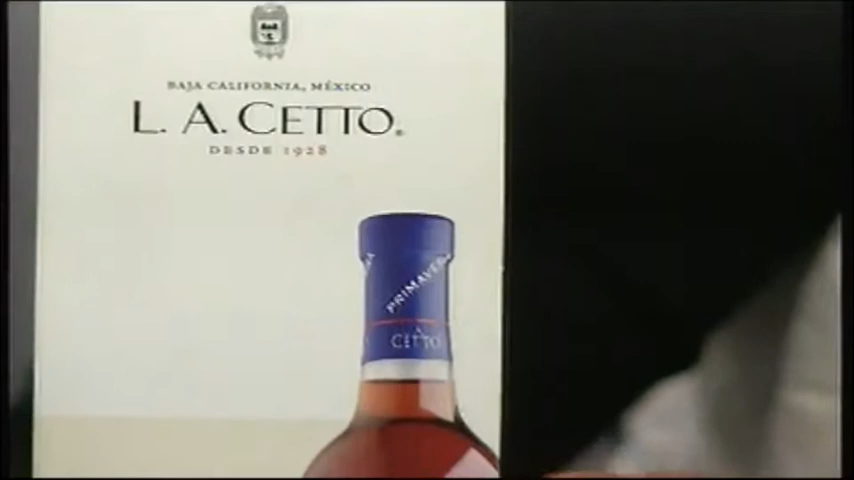 BAJA CALIFORNIA, MÉXICO
L. A. CETTO®
DESDE 1928
PRIMAVERA
L A CETTO